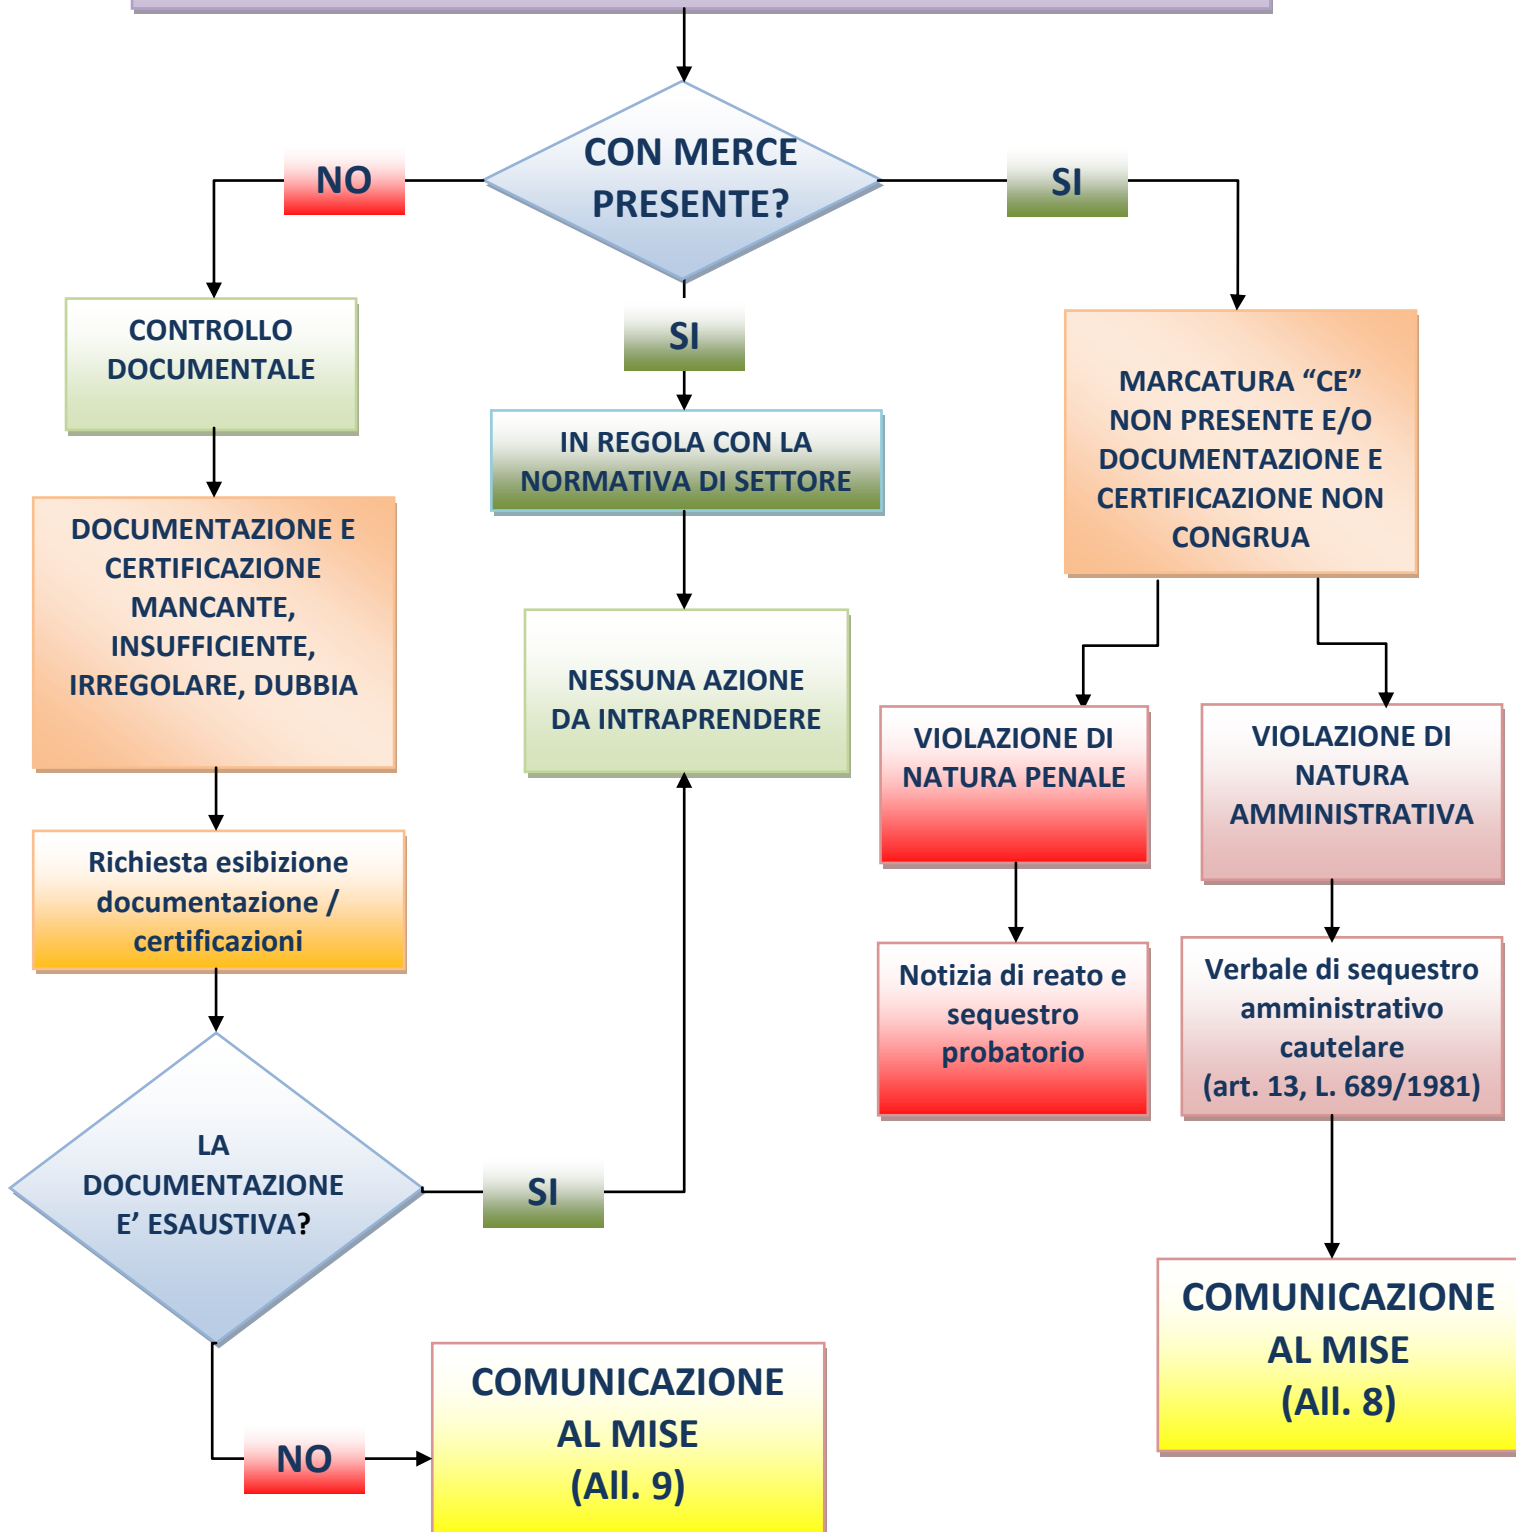 CON MERCE
PRESENTE?
NO
SI
SI
CONTROLLO
DOCUMENTALE
IN REGOLA CON LA
NORMATIVA DI SETTORE
MARCATURA “CE”
NON PRESENTE E/O
DOCUMENTAZIONE E
CERTIFICAZIONE NON
CONGRUA
DOCUMENTAZIONE E
CERTIFICAZIONE
MANCANTE,
INSUFFICIENTE,
IRREGOLARE, DUBBIA
NESSUNA AZIONE
DA INTRAPRENDERE
VIOLAZIONE DI
NATURA PENALE
VIOLAZIONE DI
NATURA
AMMINISTRATIVA
Richiesta esibizione
documentazione /
certificazioni
Notizia di reato e
sequestro
probatorio
Verbale di sequestro
amministrativo
cautelare
(art. 13, L. 689/1981)
LA
DOCUMENTAZIONE
E’ ESAUSTIVA?
SI
NO
COMUNICAZIONE
AL MISE
(All. 9)
COMUNICAZIONE
AL MISE
(All. 8)